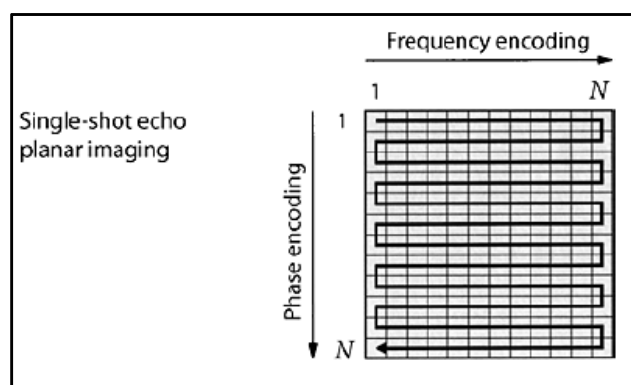 Frequency encoding
1 N
Single-shot echo
planar imaging
1
Phase encoding
N